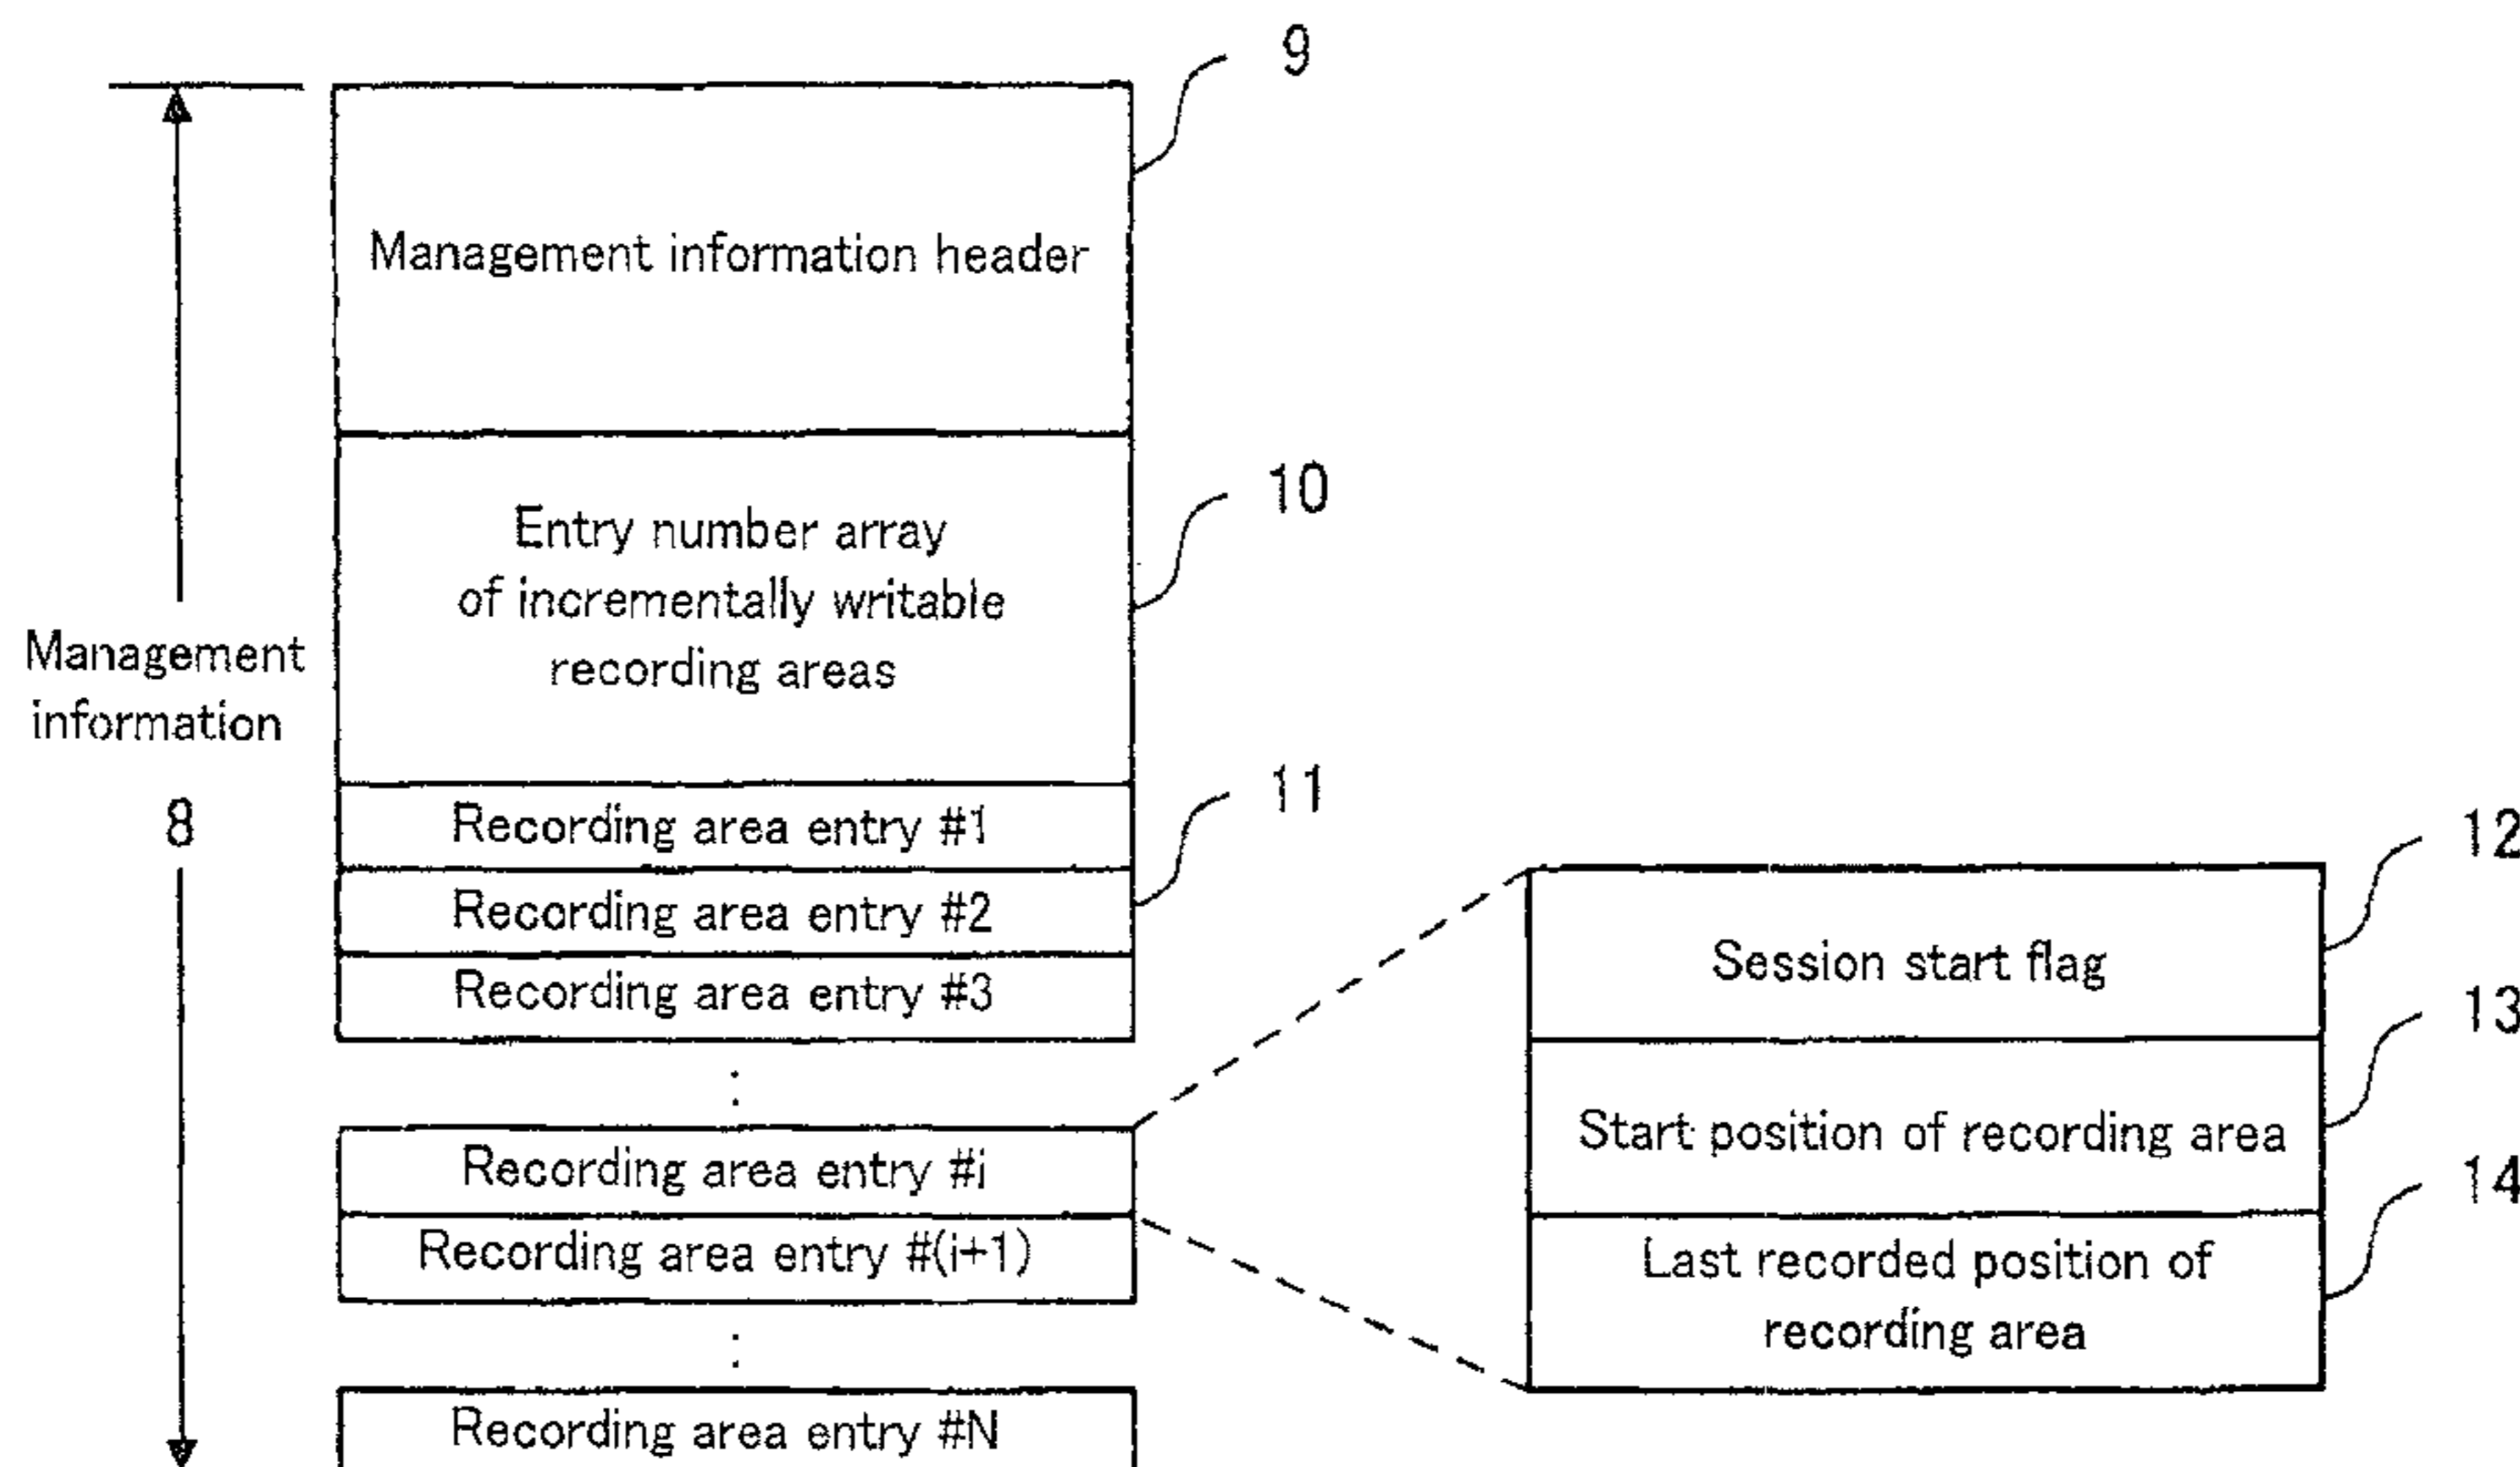 9
Management information header
10
Entry number array
of incrementally writable
recording areas
Management
information
8
11
Recording area entry #1
Recording area entry #2
Recording area entry #3
:
Recording area entry #i
Recording area entry #(i+1)
:
Recording area entry #N
12
Session start flag
13
Start position of recording area
14
Last recorded position of
recording area